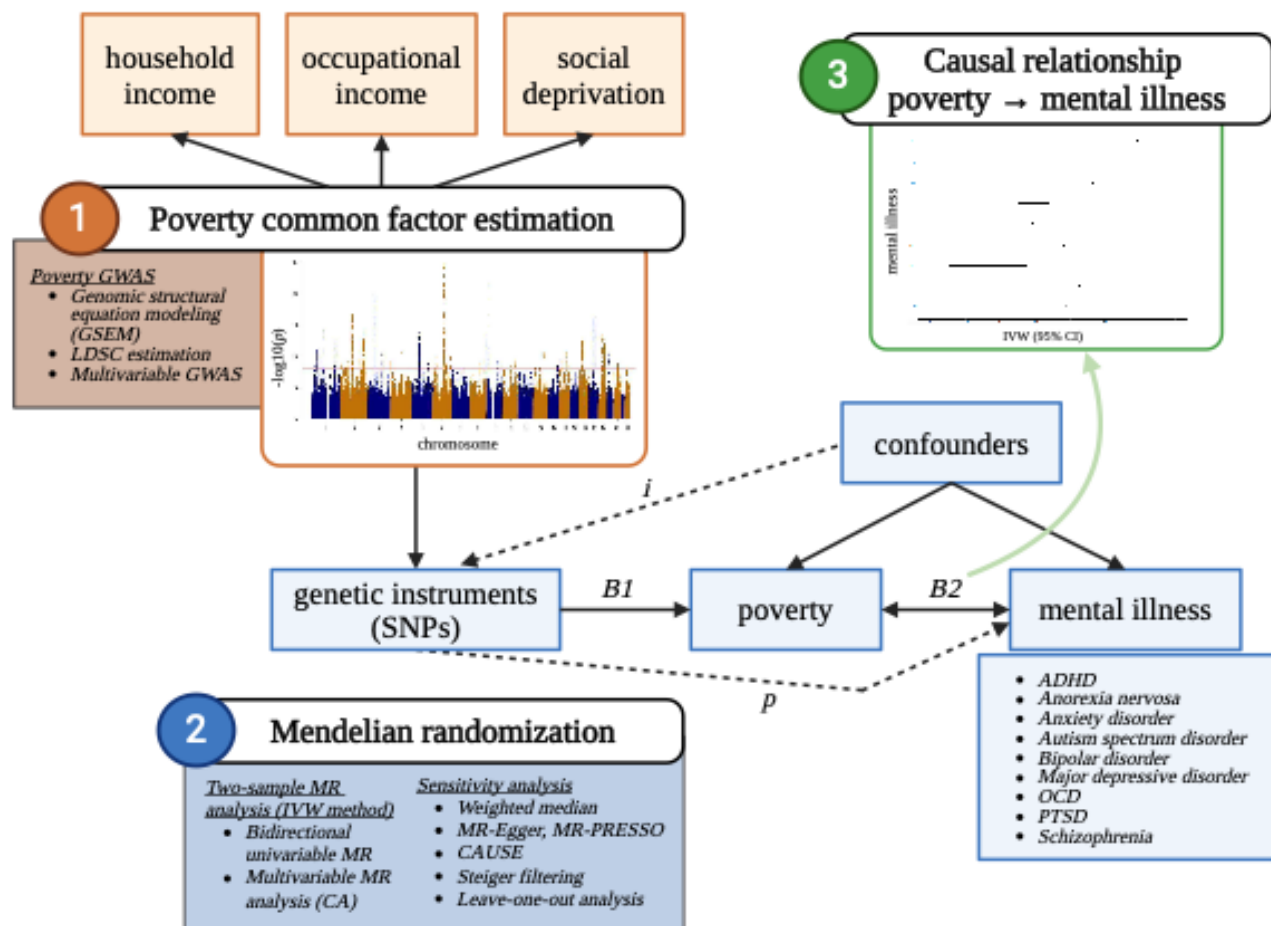 household
income
occupational
income
social
deprivation
1
Poverty common factor estimation
Poverty GWAS
• Genomic structural
equation modeling
(GSEM)
• LDSC estimation
• Multivariable GWAS
-log10(p)
chromosome
3
Causal relationship
poverty → mental illness
mental illness
IVW (95% CI)
confounders
i
genetic instruments
(SNPs)
B1
poverty
B2
mental illness
p
• ADHD
• Anorexia nervosa
• Anxiety disorder
• Autism spectrum disorder
• Bipolar disorder
• Major depressive disorder
• OCD
• PTSD
• Schizophrenia
2
Mendelian randomization
Two-sample MR
analysis (IVW method)
• Bidirectional
univariable MR
• Multivariable MR
analysis (CA)
Sensitivity analysis
• Weighted median
• MR-Egger, MR-PRESSO
• CAUSE
• Steiger filtering
• Leave-one-out analysis